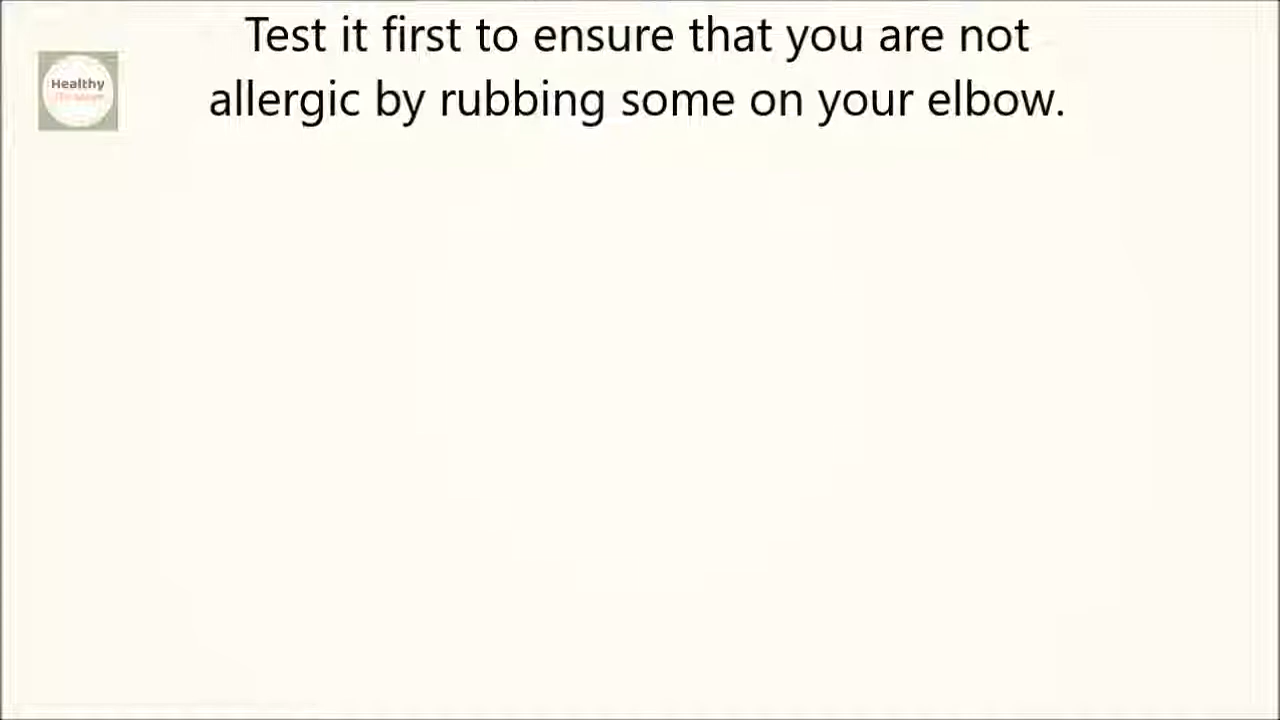 Test it first to ensure that you are not
allergic by rubbing some on your elbow.
Healthy